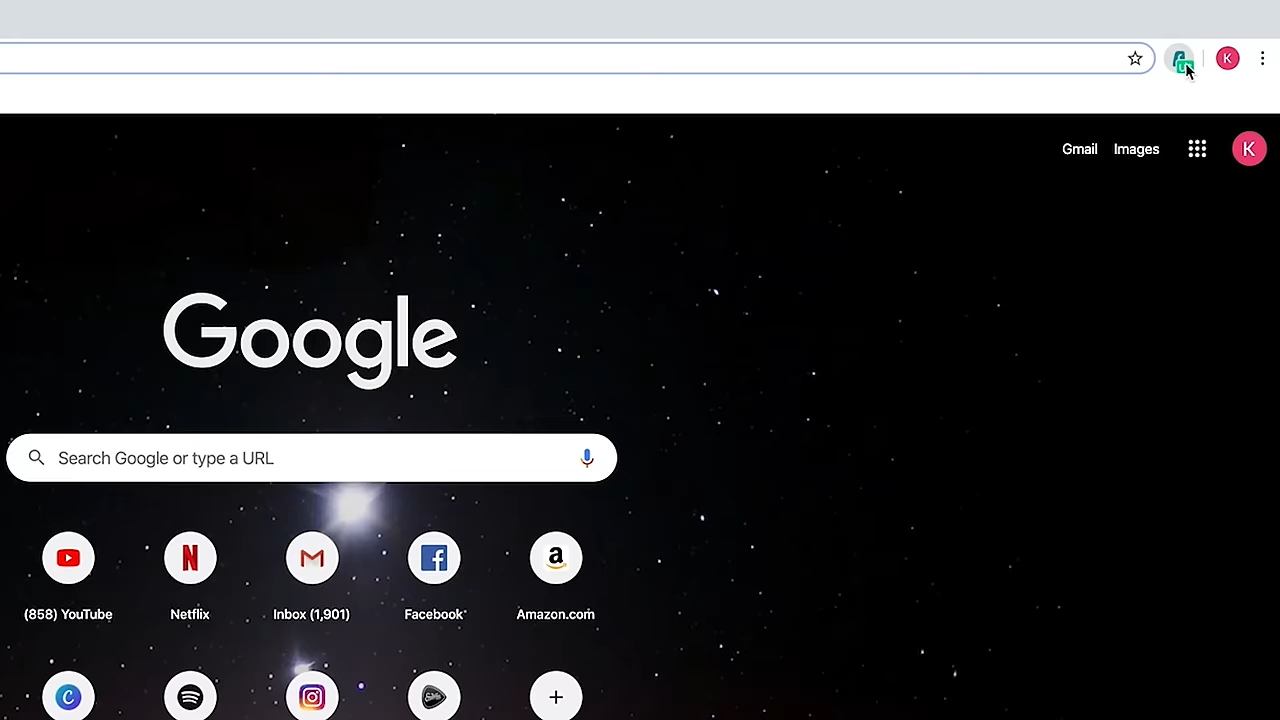 K
Gmail Images
K
Google
Search Google or type a URL
(858) YouTube Netflix Inbox (1,901) Facebook Amazon.com